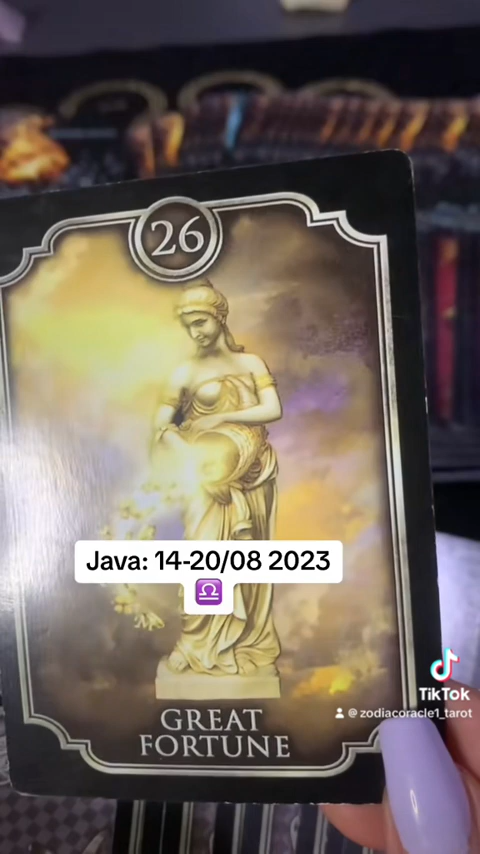 26
Java: 14-20/08 2023
♎
GREAT
FORTUNE
TikTok
@zodiacoracle1_tarot